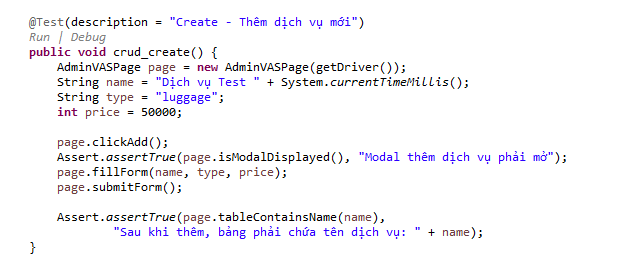 @Test(description = "Create - Thêm dịch vụ mới")
Run | Debug
public void crud_create() {
    AdminVASPage page = new AdminVASPage(getDriver());
    String name = "Dịch vụ Test " + System.currentTimeMillis();
    String type = "luggage";
    int price = 50000;

    page.clickAdd();
    Assert.assertTrue(page.isModalDisplayed(), "Modal thêm dịch vụ phải mở");
    page.fillForm(name, type, price);
    page.submitForm();

    Assert.assertTrue(page.tableContainsName(name),
            "Sau khi thêm, bảng phải chứa tên dịch vụ: " + name);
}